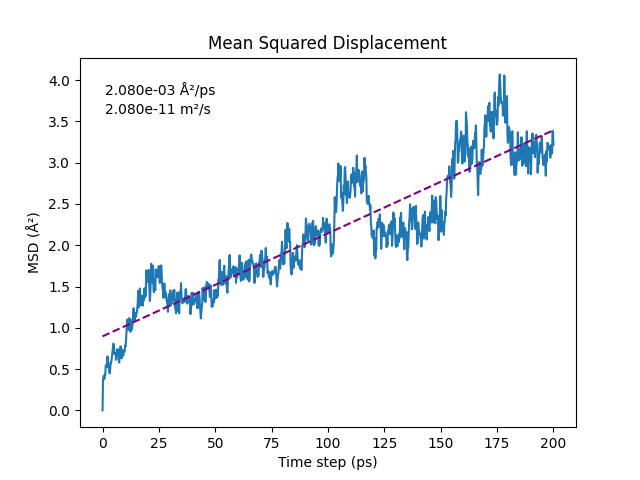 Mean Squared Displacement
2.080e-03 Å²/ps
2.080e-11 m²/s
MSD (Å²)
4.0
3.5
3.0
2.5
2.0
1.5
1.0
0.5
0.0
0 25 50 75 100 125 150 175 200
Time step (ps)